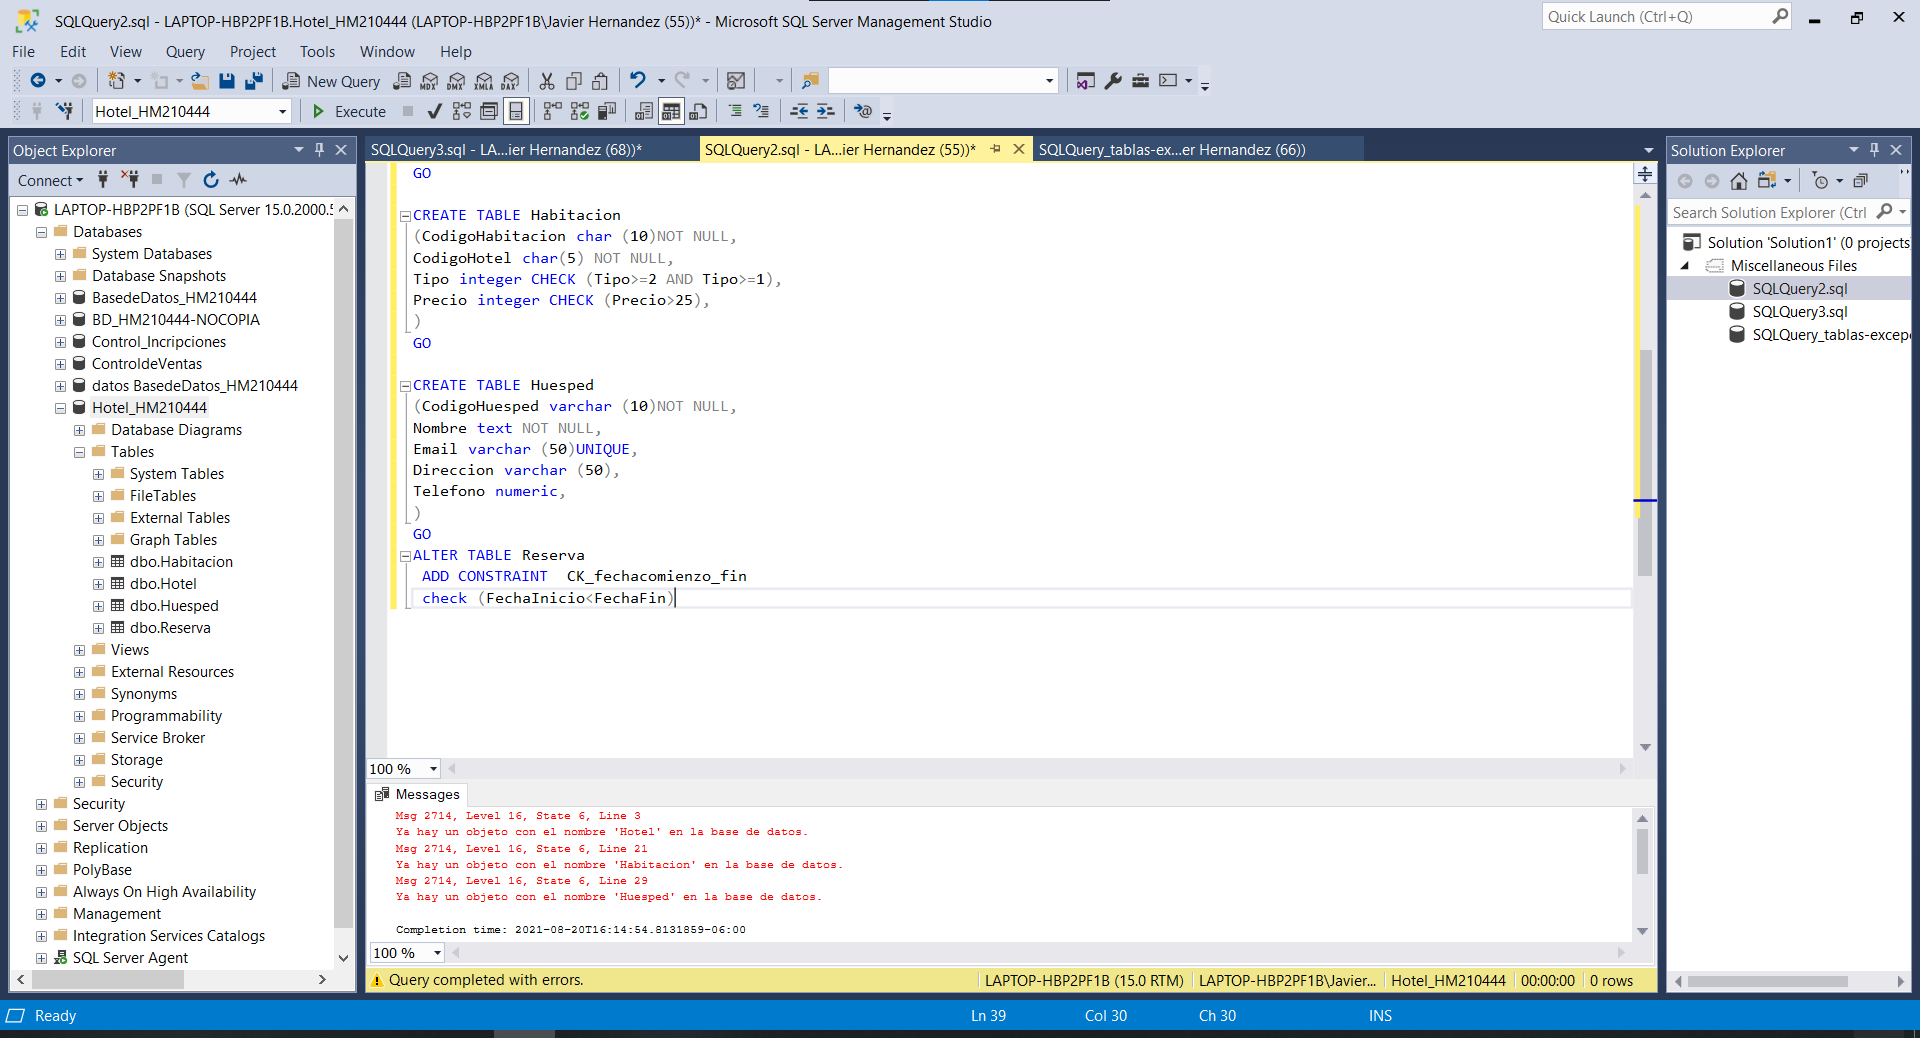 SQLQuery2.sql - LAPTOP-HBP2PF1B.Hotel_HM210444 (LAPTOP-HBP2PF1B\Javier Hernandez (55))* - Microsoft SQL Server Management Studio
Quick Launch (Ctrl+Q)
File Edit View Query Project Tools Window Help
New Query
MDX DMX XMLA DAX
Hotel_HM210444
Execute
Object Explorer
Connect
LAPTOP-HBP2PF1B (SQL Server 15.0.2000.5
Databases
System Databases
Database Snapshots
BasedeDatos_HM210444
BD_HM210444-NOCOPIA
Control_Incripciones
ControldeVentas
datos BasedeDatos_HM210444
Hotel_HM210444
Database Diagrams
Tables
System Tables
FileTables
External Tables
Graph Tables
dbo.Habitacion
dbo.Hotel
dbo.Huesped
dbo.Reserva
Views
External Resources
Synonyms
Programmability
Service Broker
Storage
Security
Security
Server Objects
Replication
PolyBase
Always On High Availability
Management
Integration Services Catalogs
SQL Server Agent
SQLQuery3.sql - LA...ier Hernandez (68))*
SQLQuery2.sql - LA...ier Hernandez (55))*
SQLQuery_tablas-ex...er Hernandez (66))
GO
CREATE TABLE Habitacion
(CodigoHabitacion char (10)NOT NULL,
CodigoHotel char(5) NOT NULL,
Tipo integer CHECK (Tipo>=2 AND Tipo>=1),
Precio integer CHECK (Precio>25),
)
GO
CREATE TABLE Huesped
(CodigoHuesped varchar (10)NOT NULL,
Nombre text NOT NULL,
Email varchar (50)UNIQUE,
Direccion varchar (50),
Telefono numeric,
)
GO
ALTER TABLE Reserva
ADD CONSTRAINT  CK_fechacomienzo_fin
check (FechaInicio<FechaFin)
100 %
Messages
Msg 2714, Level 16, State 6, Line 3
Ya hay un objeto con el nombre 'Hotel' en la base de datos.
Msg 2714, Level 16, State 6, Line 21
Ya hay un objeto con el nombre 'Habitacion' en la base de datos.
Msg 2714, Level 16, State 6, Line 29
Ya hay un objeto con el nombre 'Huesped' en la base de datos.
Completion time: 2021-08-20T16:14:54.8131859-06:00
100 %
Query completed with errors.
LAPTOP-HBP2PF1B (15.0 RTM) LAPTOP-HBP2PF1B\Javier... Hotel_HM210444 00:00:00 0 rows
Solution Explorer
Search Solution Explorer (Ctrl
Solution 'Solution1' (0 projects
Miscellaneous Files
SQLQuery2.sql
SQLQuery3.sql
SQLQuery_tablas-excep
Ready
Ln 39 Col 30 Ch 30 INS